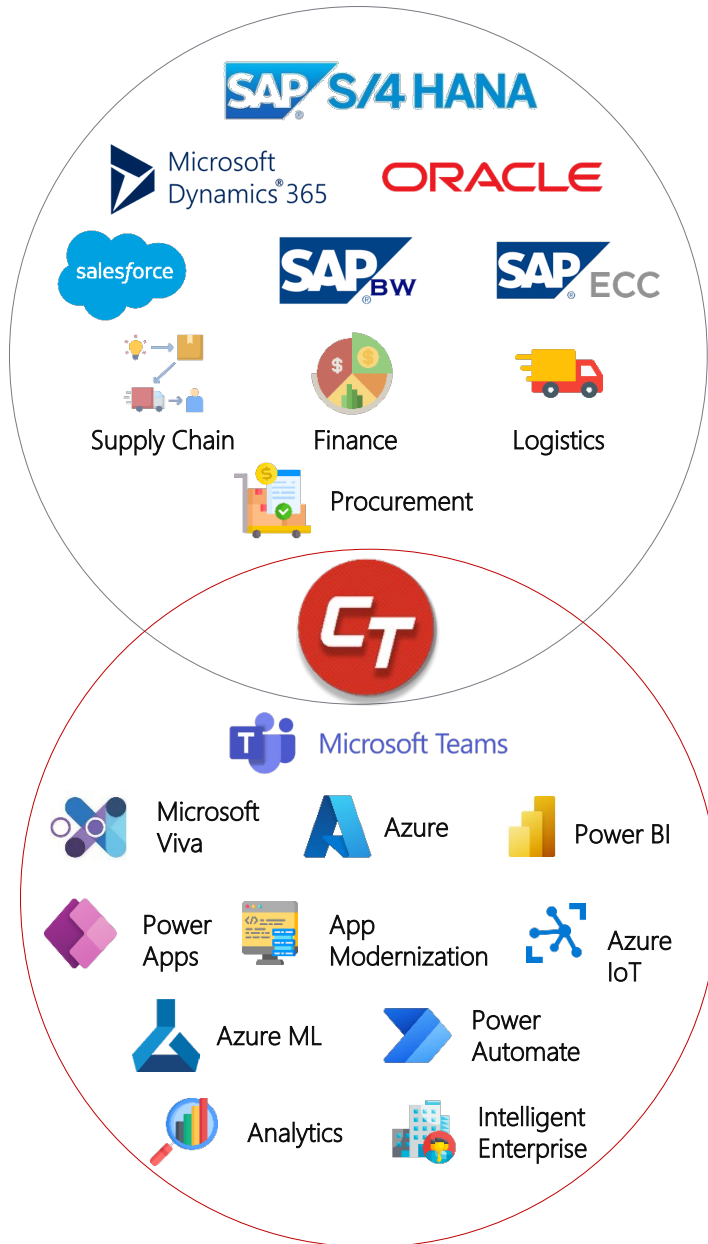 SAP® S/4HANA
Microsoft
Dynamics® 365
ORACLE
salesforce
SAP® BW
SAP® ECC
$ $
Supply Chain
Finance
Logistics
$
Procurement
CT
T
Microsoft Teams
Microsoft
Viva
Azure
Power BI
Power
Apps
</>
App
Modernization
Azure
IoT
Azure ML
Power
Automate
Analytics
Intelligent
Enterprise